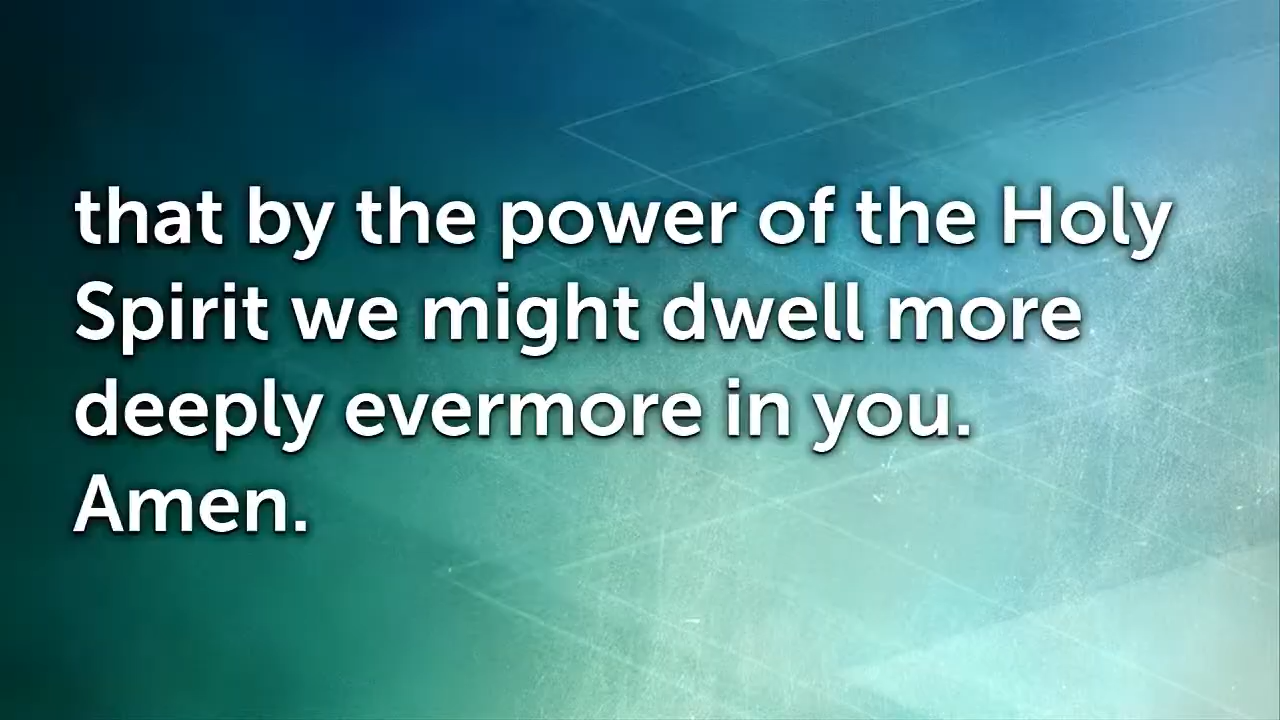 that by the power of the Holy
Spirit we might dwell more
deeply evermore in you.
Amen.